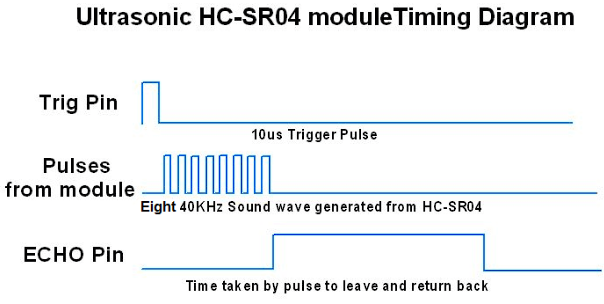 Ultrasonic HC-SR04 moduleTiming Diagram
Trig Pin
10us Trigger Pulse
Pulses
from module
Eight 40KHz Sound wave generated from HC-SR04
ECHO Pin
Time taken by pulse to leave and return back